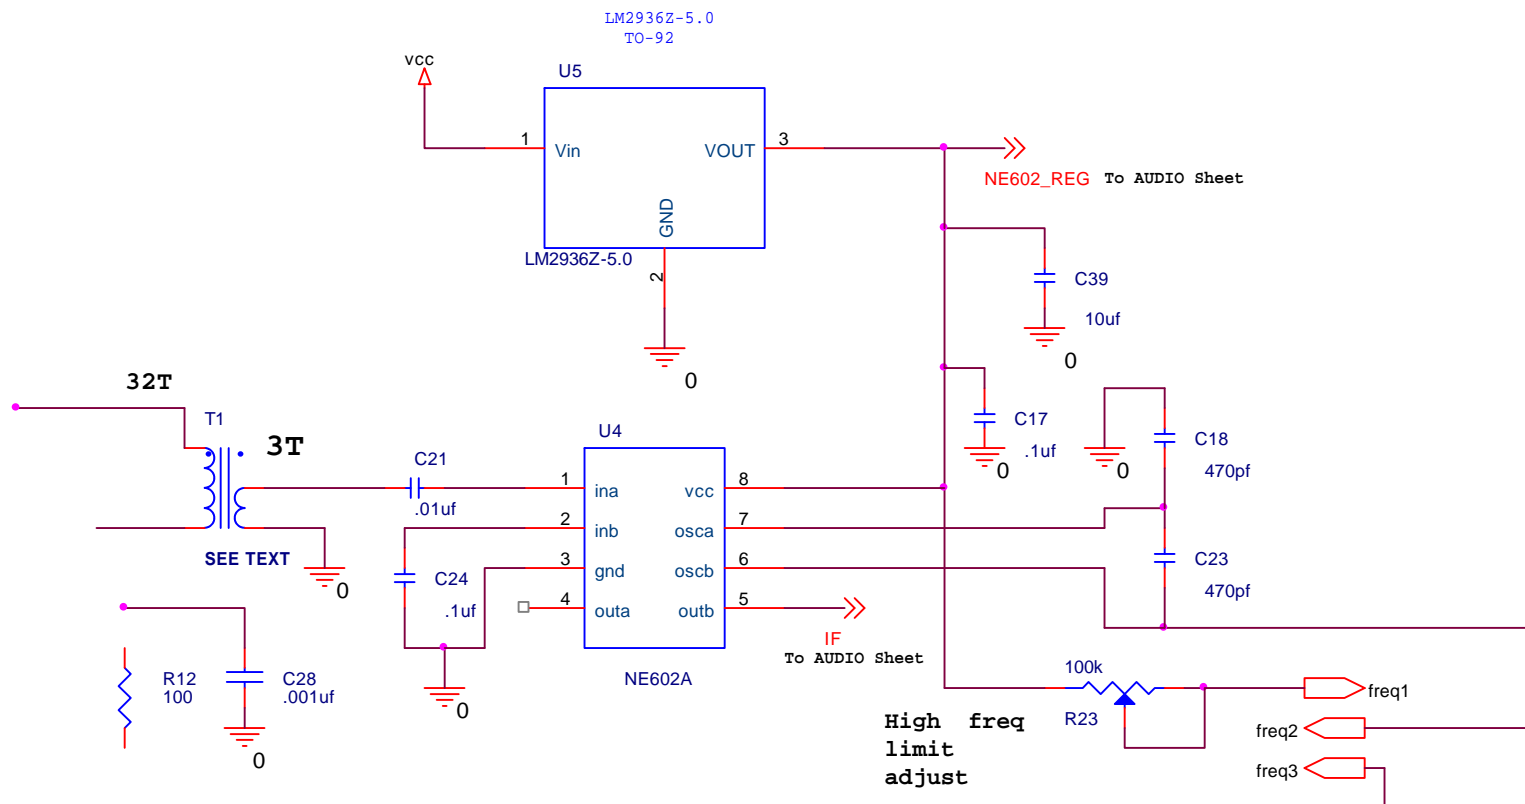 LM2936Z-5.0
TO-92
vcc
U5
1
Vin
VOUT
3
GND
2
LM2936Z-5.0
0
NE602_REG To AUDIO Sheet
C39
10uf
0
32T
T1
3T
SEE TEXT
0
C21
.01uf
U4
1
ina
2
inb
3
gnd
4
outa
vcc
8
osca
7
oscb
6
outb
5
NE602A
C24
.1uf
0
C17
.1uf
0
0
C18
470pf
C23
470pf
IF
To AUDIO Sheet
R12
100
C28
.001uf
0
100k
R23
High freq
limit
adjust
freq1
freq2
freq3